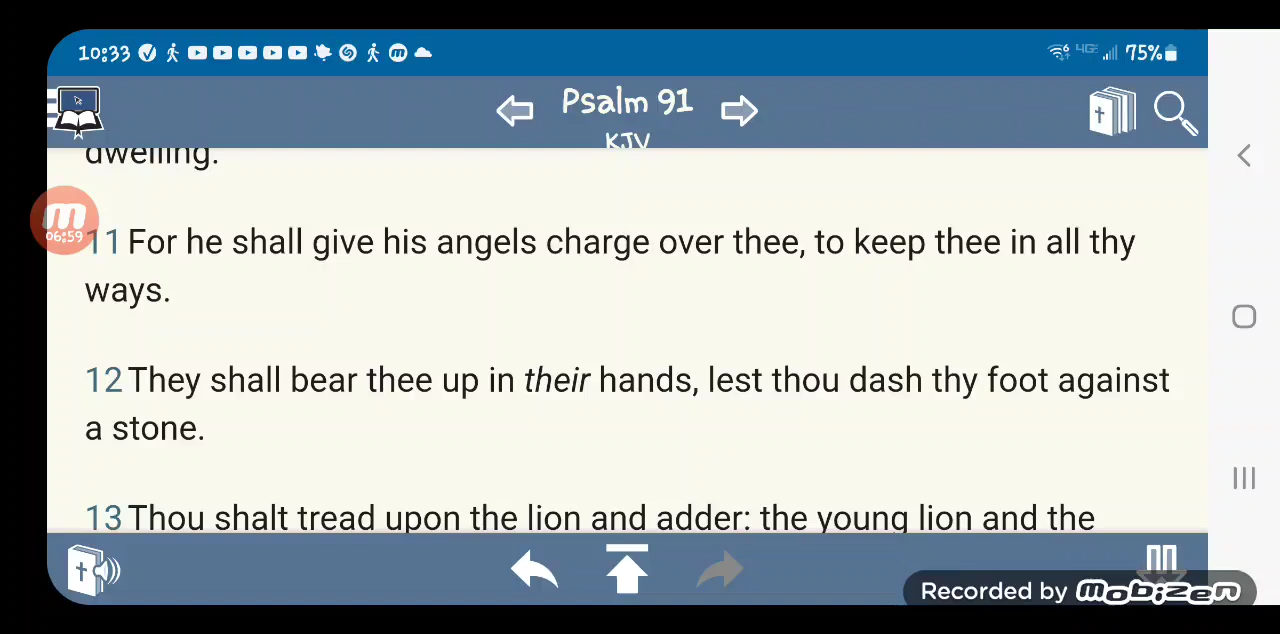 10:33 75%
Psalm 91
KJV
dwelling.
06:59
11 For he shall give his angels charge over thee, to keep thee in all thy
ways.
12 They shall bear thee up in their hands, lest thou dash thy foot against
a stone.
13 Thou shalt tread upon the lion and adder: the young lion and the
Recorded by mobizen